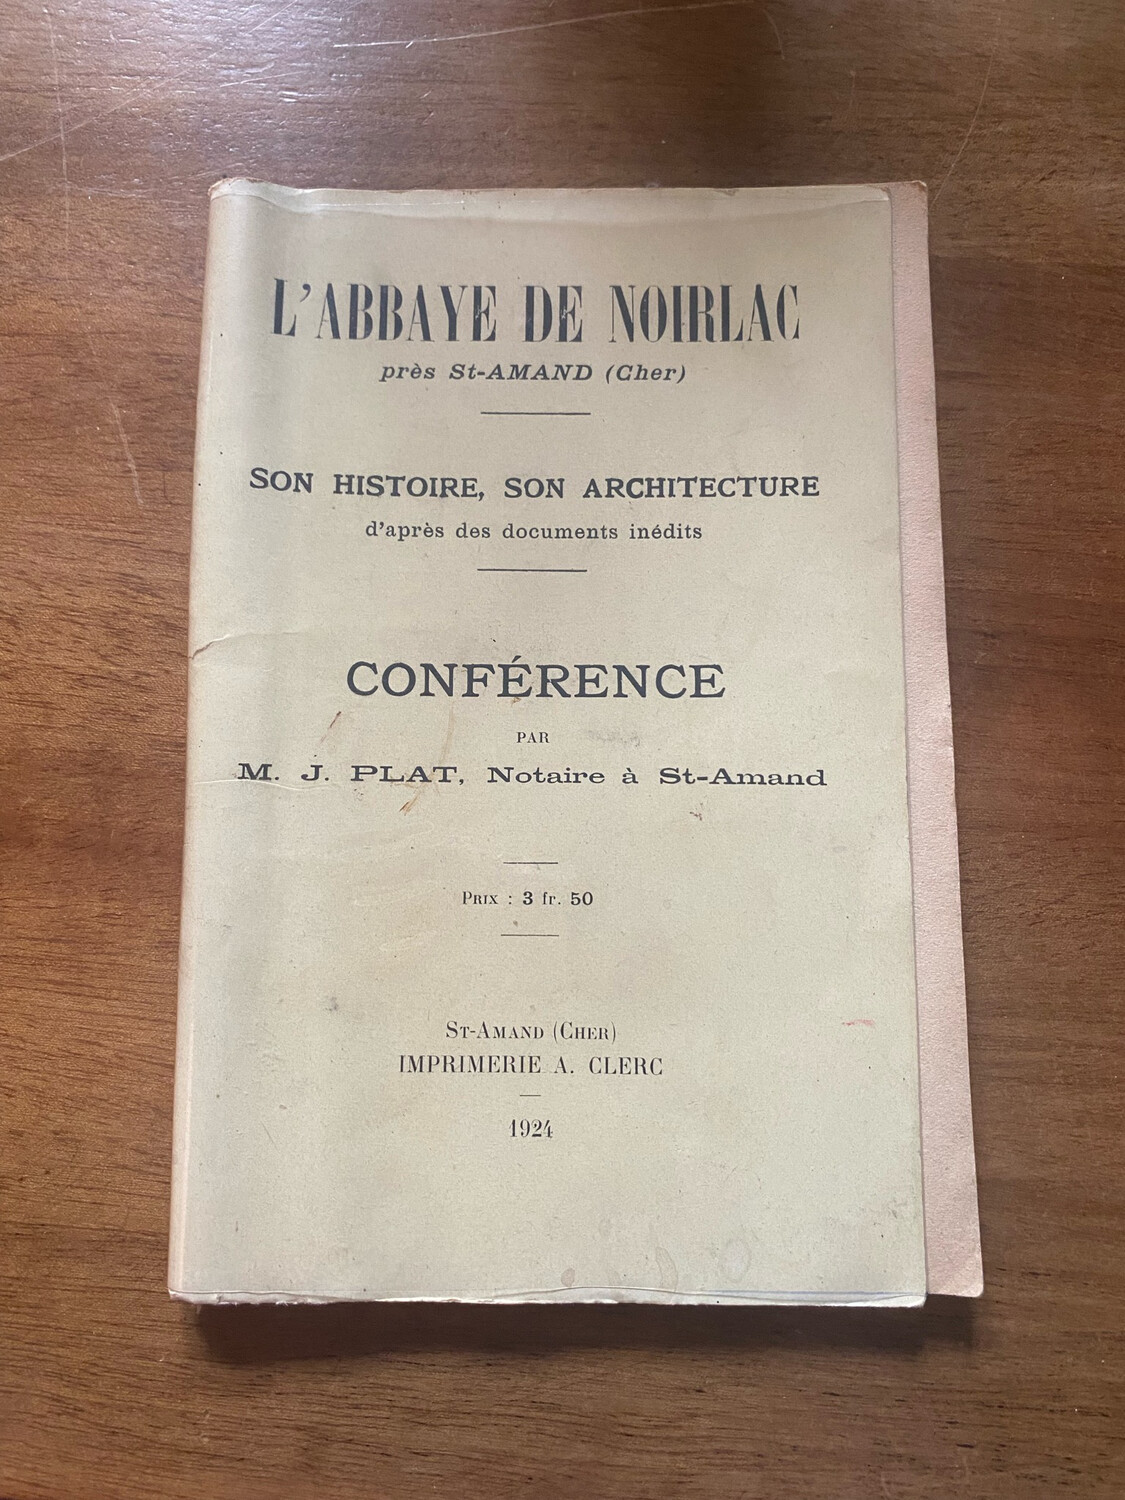 L'ABBAYE DE NOIRLAC
près St-AMAND (Cher)
SON HISTOIRE, SON ARCHITECTURE
d'après des documents inédits
CONFÉRENCE
PAR
M. J. PLAT, Notaire à St-Amand
PRIX : 3 fr. 50
ST-AMAND (CHER)
IMPRIMERIE A. CLERC
1924